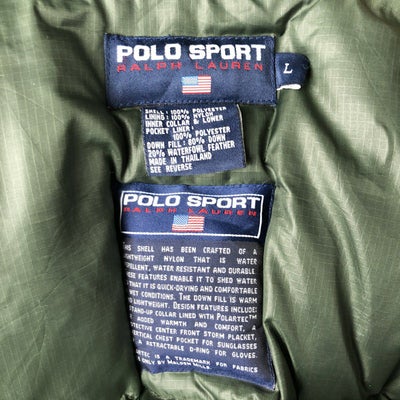 POLO SPORT
RALPH LAUREN
L
SHELL: 100% POLYESTER
LINING: 100% NYLON
INNER COLLAR & LOWER
POCKET LINER:
100% POLYESTER
DOWN FILL: 80% DOWN
20% WATERFOWL FEATHER
MADE IN THAILAND
SEE REVERSE
POLO SPORT
RALPH LAUREN
THIS SHELL HAS BEEN CRAFTED OF A
LIGHTWEIGHT NYLON THAT IS WATER
REPELLENT, WATER RESISTANT AND DURABLE
THESE FEATURES ENABLE IT TO SHED WATER
SO THAT IT IS QUICK-DRYING AND COMFORTABLE
WET CONDITIONS. THE DOWN FILL IS WARM
AND LIGHTWEIGHT. DESIGN FEATURES INCLUDE:
STAND-UP COLLAR LINED WITH POLARTEC™
ADDED WARMTH AND COMFORT, A
PROTECTIVE CENTER FRONT STORM PLACKET,
VERTICAL CHEST POCKET FOR SUNGLASSES
A RETRACTABLE D-RING FOR GLOVES.
IS A TRADEMARK FOR FABRICS
ONLY BY MALDEN MILLS.